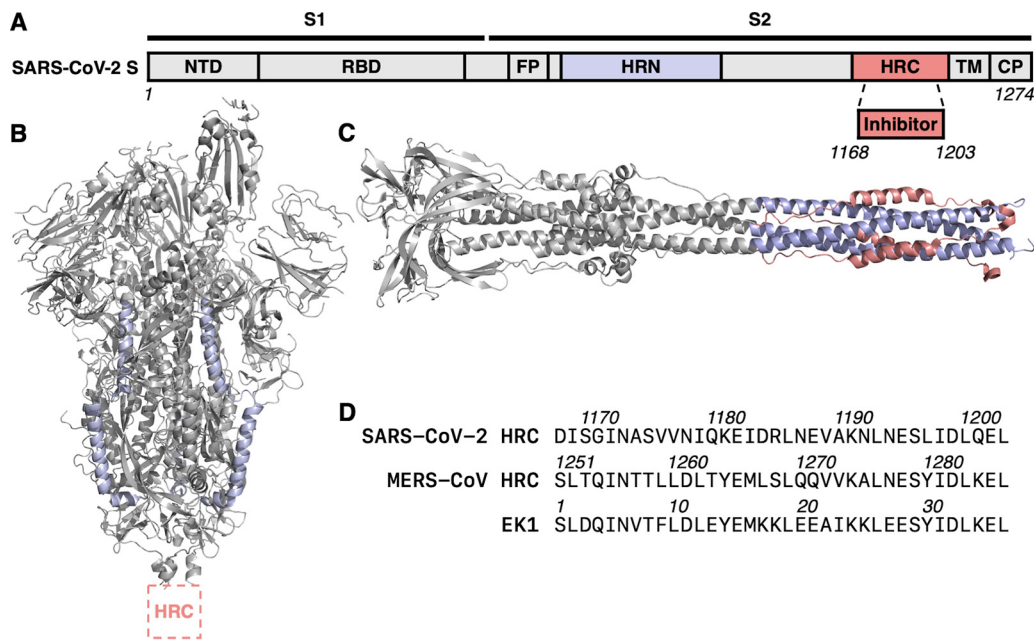 A
S1
S2
SARS-CoV-2 S
NTD
RBD
FP
HRN
HRC
TM
CP
1
1274
Inhibitor
1168
1203
B
C
HRC
D
1170 1180 1190 1200
SARS–CoV–2 HRC DISGINASVVNIQKEIDRLNEVAKNLNESLIDLQEL
1251 1260 1270 1280
MERS–CoV HRC SLTQINTTLLDLTYEMLSLQQVVKALNESYIDLKEL
1 10 20 30
EK1 SLDQINVTFLDLEYEMKKLEEAIKKLEESYIDLKEL